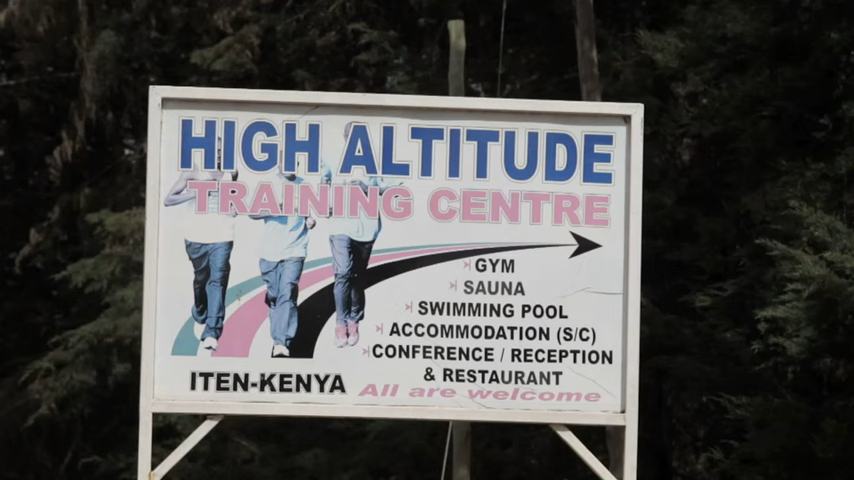 HIGH ALTITUDE
TRAINING CENTRE
GYM
SAUNA
SWIMMING POOL
ACCOMMODATION (S/C)
CONFERENCE / RECEPTION
& RESTAURANT
ITEN-KENYA
All are welcome